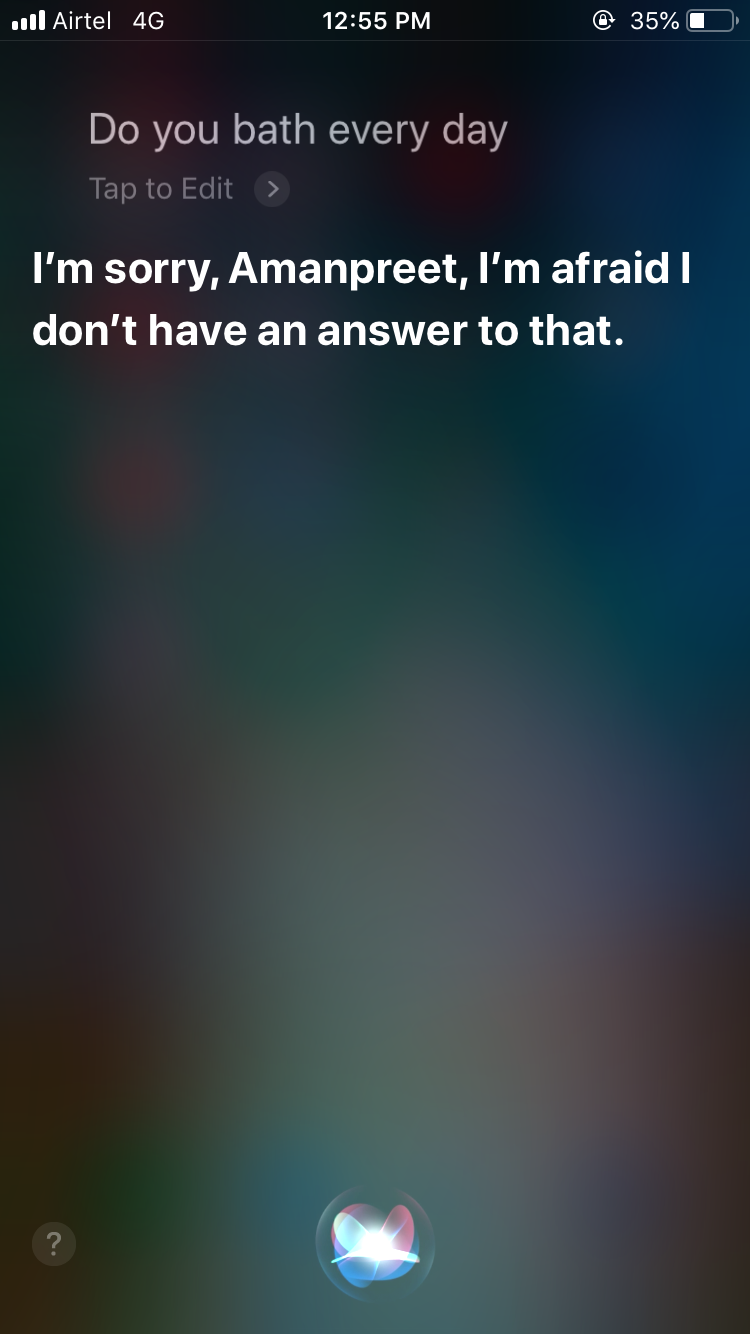 Airtel 4G 12:55 PM 35%
Do you bath every day
Tap to Edit
I'm sorry, Amanpreet, I'm afraid I
don't have an answer to that.
?